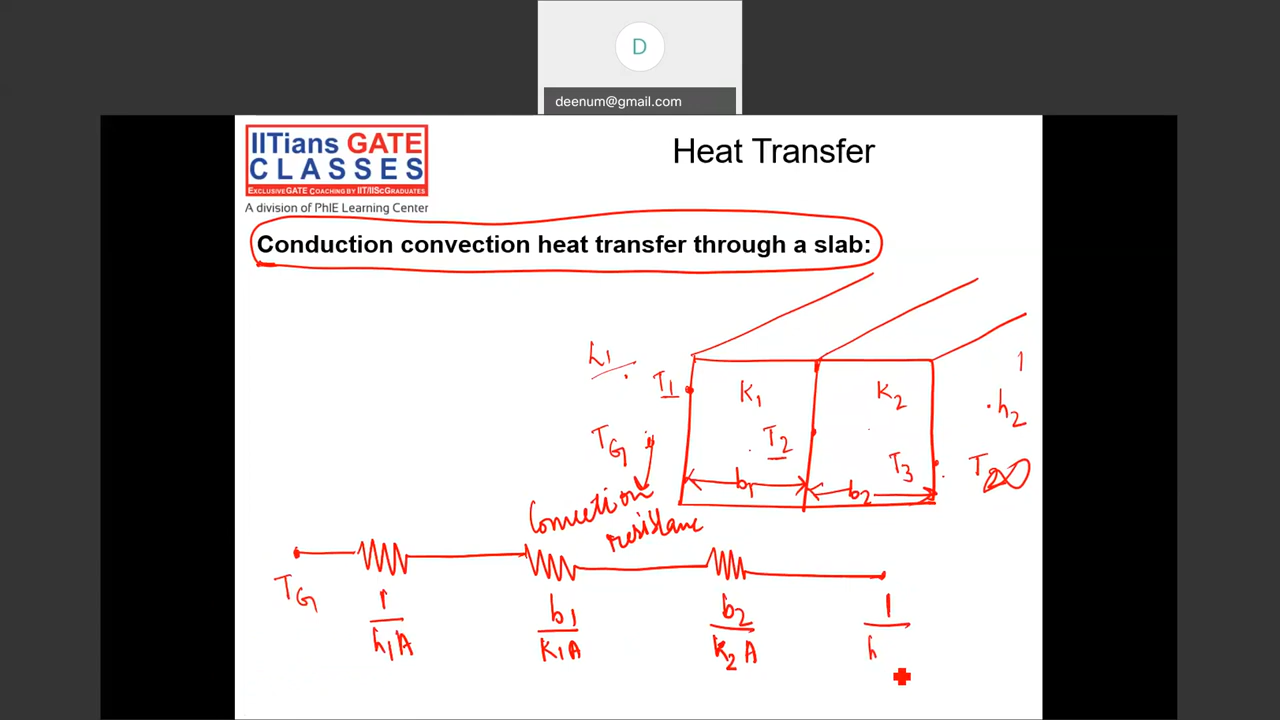 D
deenum@gmail.com
IITians GATE
CLASSES
EXCLUSIVE GATE COACHING BY IIT/IISc GRADUATES
A division of PhIE Learning Center
Heat Transfer
Conduction convection heat transfer through a slab:
h1
T1
K1
K2
1
h2
TG
T2
T3
T∞
b1
b2
Convection
resistance
TG
1/h1A
b1/K1A
b2/K2A
1/h